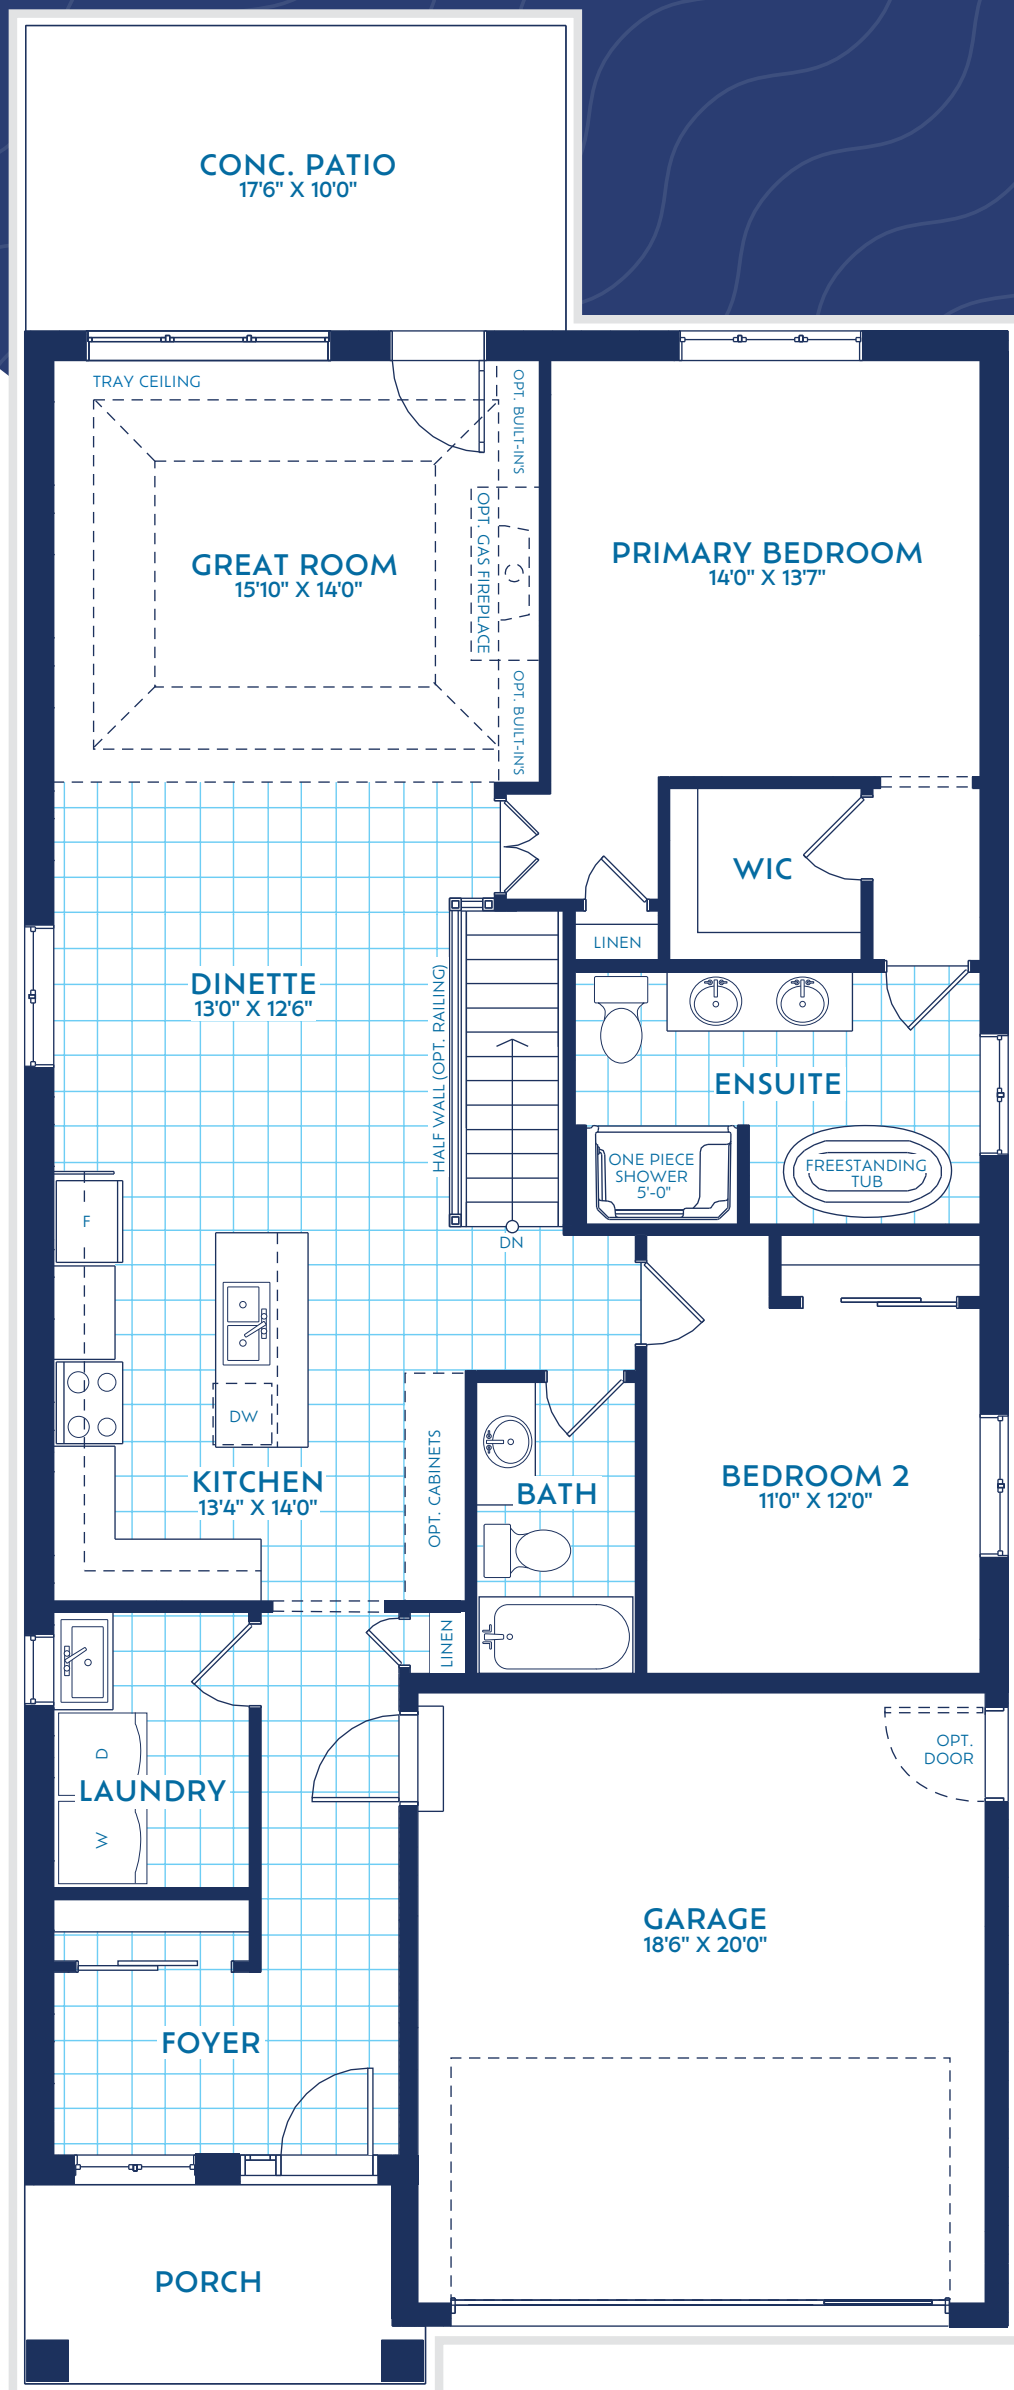 CONC. PATIO
17'6" X 10'0"
TRAY CEILING
OPT. BUILT-IN'S
OPT. GAS FIREPLACE
OPT. BUILT-IN'S
GREAT ROOM
15'10" X 14'0"
PRIMARY BEDROOM
14'0" X 13'7"
WIC
LINEN
DINETTE
13'0" X 12'6"
HALF WALL (OPT. RAILING)
ENSUITE
ONE PIECE
SHOWER
5'-0"
FREESTANDING
TUB
F
DN
DW
KITCHEN
13'4" X 14'0"
OPT. CABINETS
BATH
BEDROOM 2
11'0" X 12'0"
LINEN
D
LAUNDRY
W
OPT.
DOOR
GARAGE
18'6" X 20'0"
FOYER
PORCH